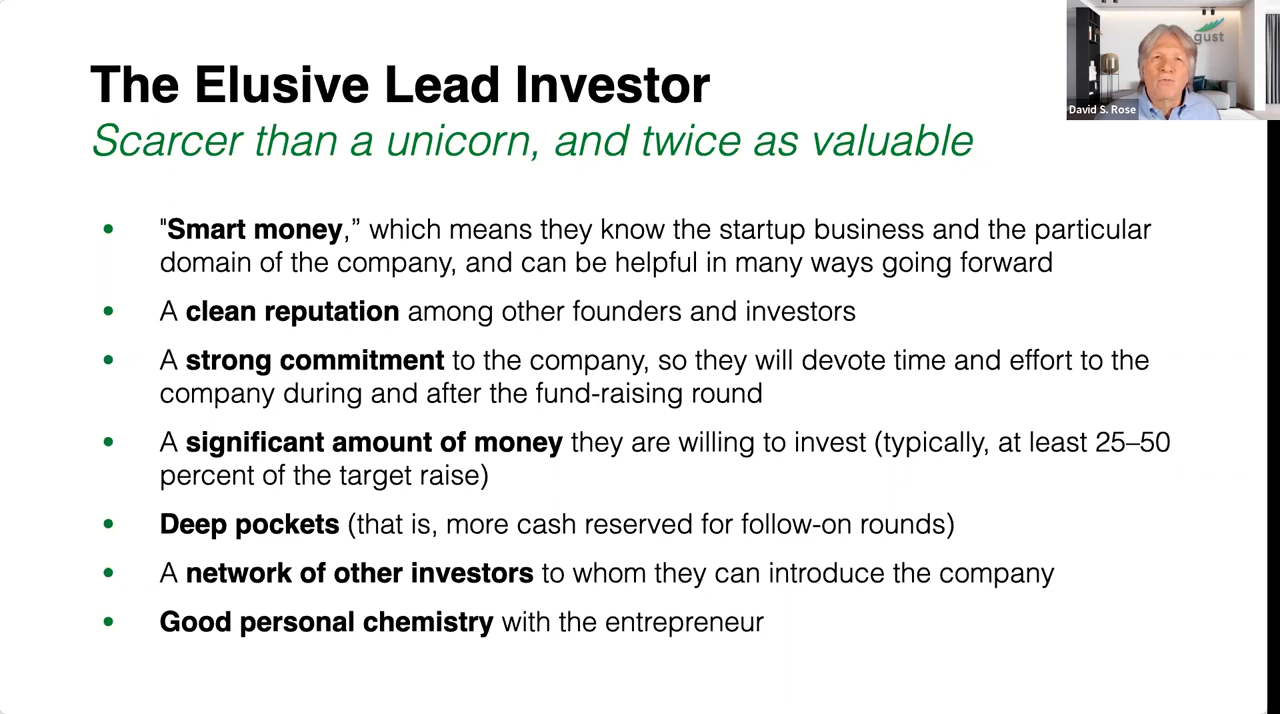 The Elusive Lead Investor
Scarcer than a unicorn, and twice as valuable
gust
David S. Rose
• "Smart money,” which means they know the startup business and the particular
domain of the company, and can be helpful in many ways going forward
• A clean reputation among other founders and investors
• A strong commitment to the company, so they will devote time and effort to the
company during and after the fund-raising round
• A significant amount of money they are willing to invest (typically, at least 25–50
percent of the target raise)
• Deep pockets (that is, more cash reserved for follow-on rounds)
• A network of other investors to whom they can introduce the company
• Good personal chemistry with the entrepreneur